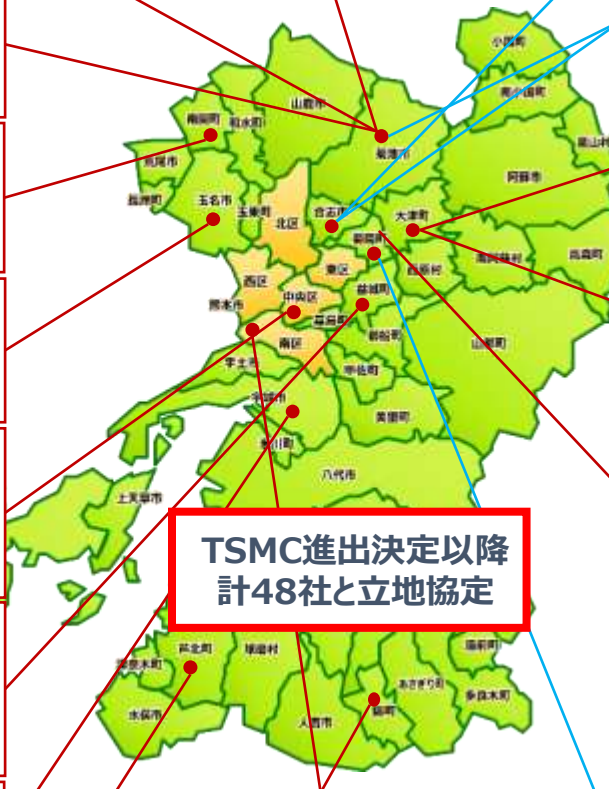 小国町
南小国町
山鹿市
南関町
和水町
菊池市
産山村
荒尾市
阿蘇市
長洲町
玉名市
玉東町
北区
合志市
大津町
菊陽町
西原村
南阿蘇村
高森町
西区
東区
中央区
益城町
熊本市
嘉島町
御船町
山都町
南区
宇土市
甲佐町
宇城市
美里町
氷川町
八代市
上天草市
TSMC進出決定以降
計48社と立地協定
芦北町
球磨村
湯前町
津奈木町
あさぎり町
多良木町
水俣市
人吉市
錦町